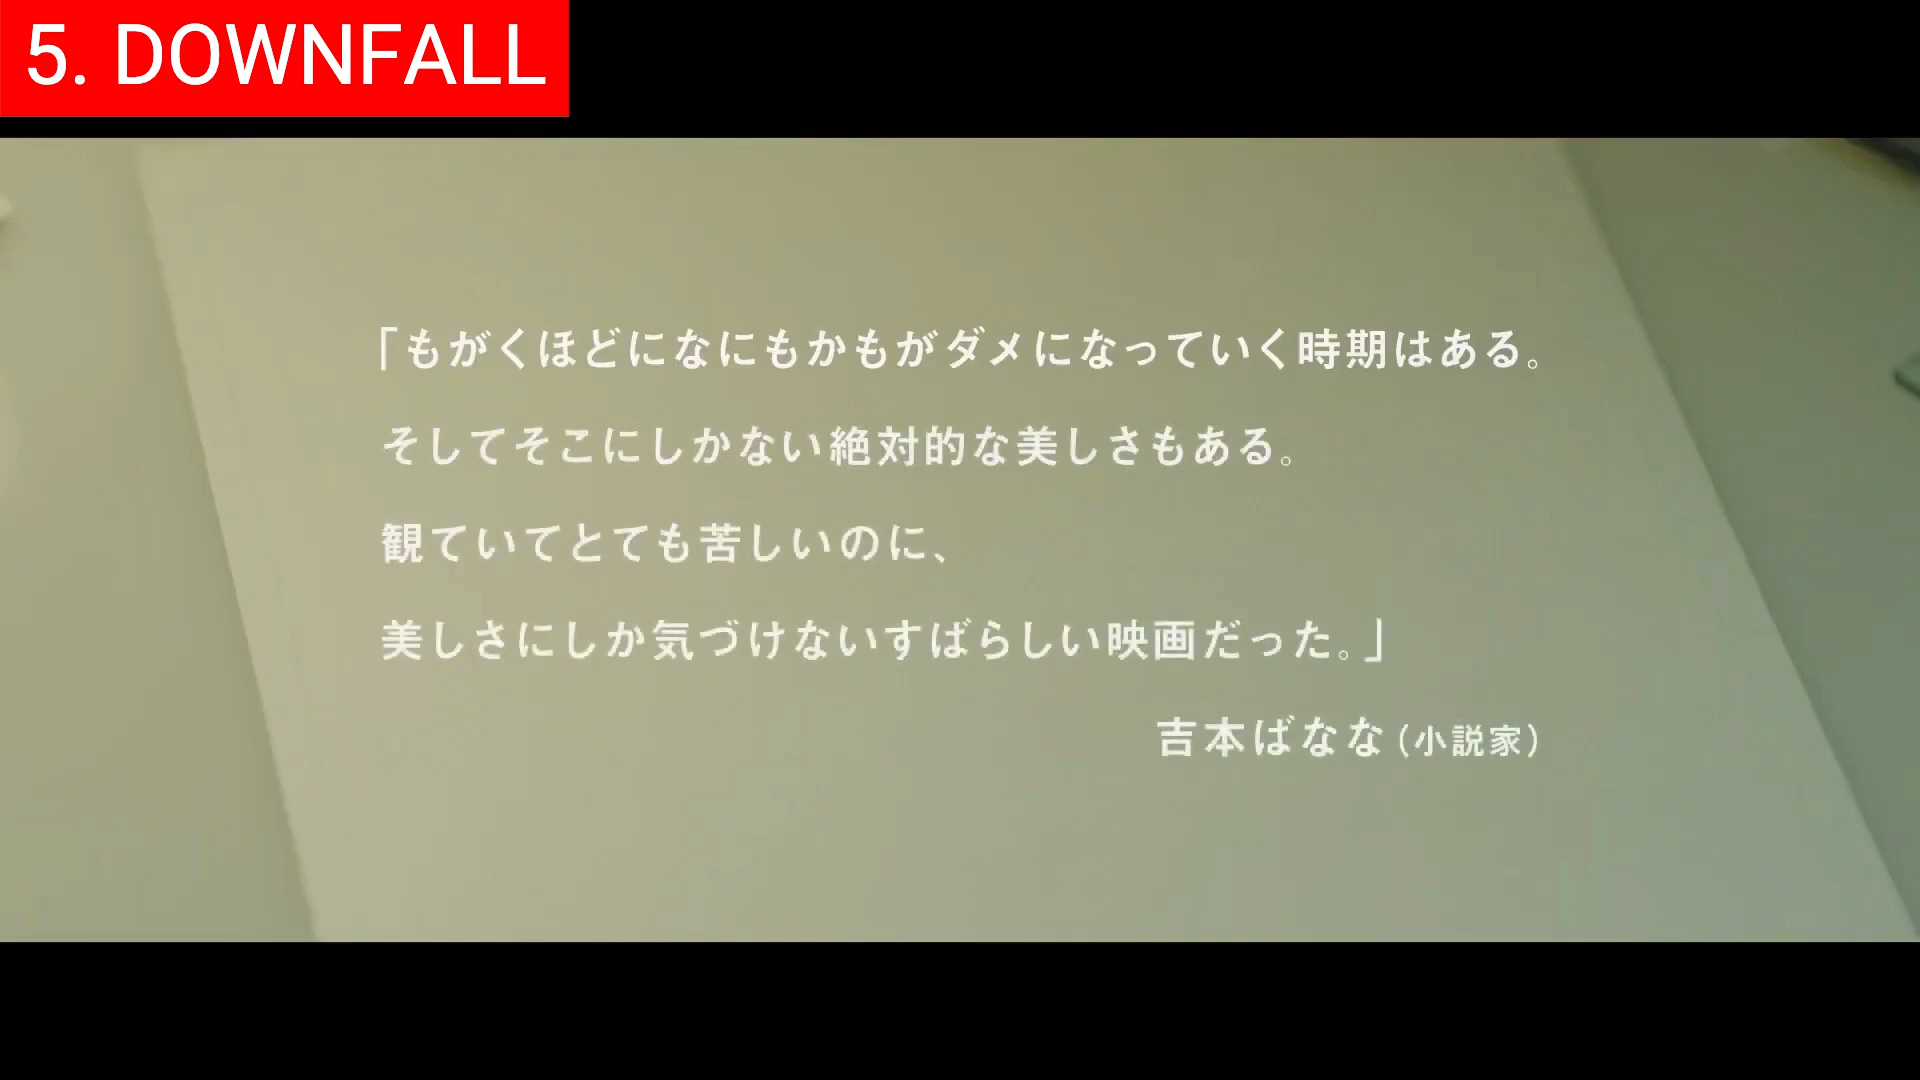 5. DOWNFALL
「もがくほどになにもかもがダメになっていく時期はある。
そしてそこにしかない絶対的な美しさもある。
観ていてとても苦しいのに、
美しさにしか気づけないすばらしい映画だった。」
吉本ばなな（小説家）